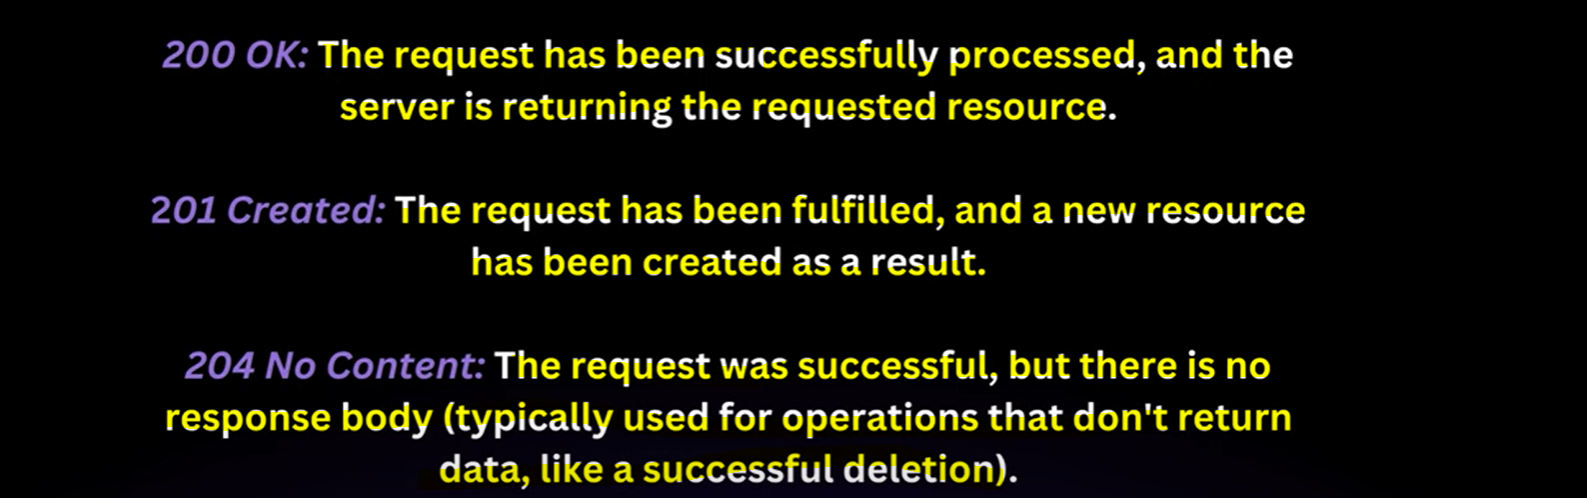 200 OK: The request has been successfully processed, and the
server is returning the requested resource.
201 Created: The request has been fulfilled, and a new resource
has been created as a result.
204 No Content: The request was successful, but there is no
response body (typically used for operations that don't return
data, like a successful deletion).